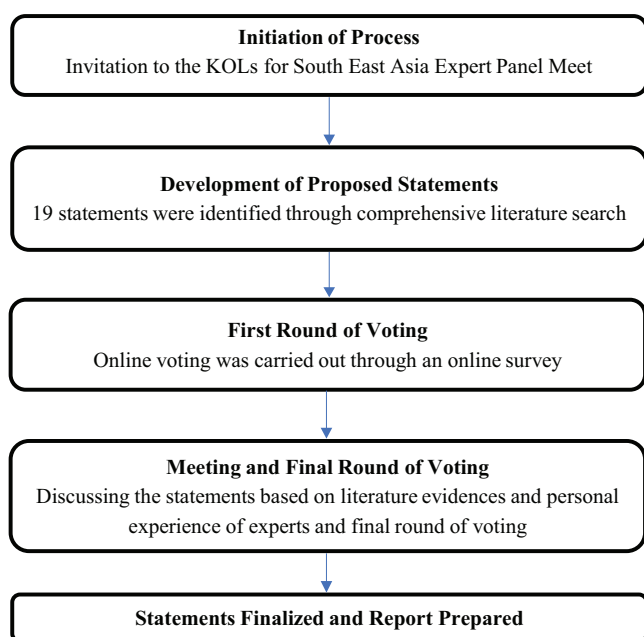 Initiation of Process
Invitation to the KOLs for South East Asia Expert Panel Meet
Development of Proposed Statements
19 statements were identified through comprehensive literature search
First Round of Voting
Online voting was carried out through an online survey
Meeting and Final Round of Voting
Discussing the statements based on literature evidences and personal
experience of experts and final round of voting
Statements Finalized and Report Prepared